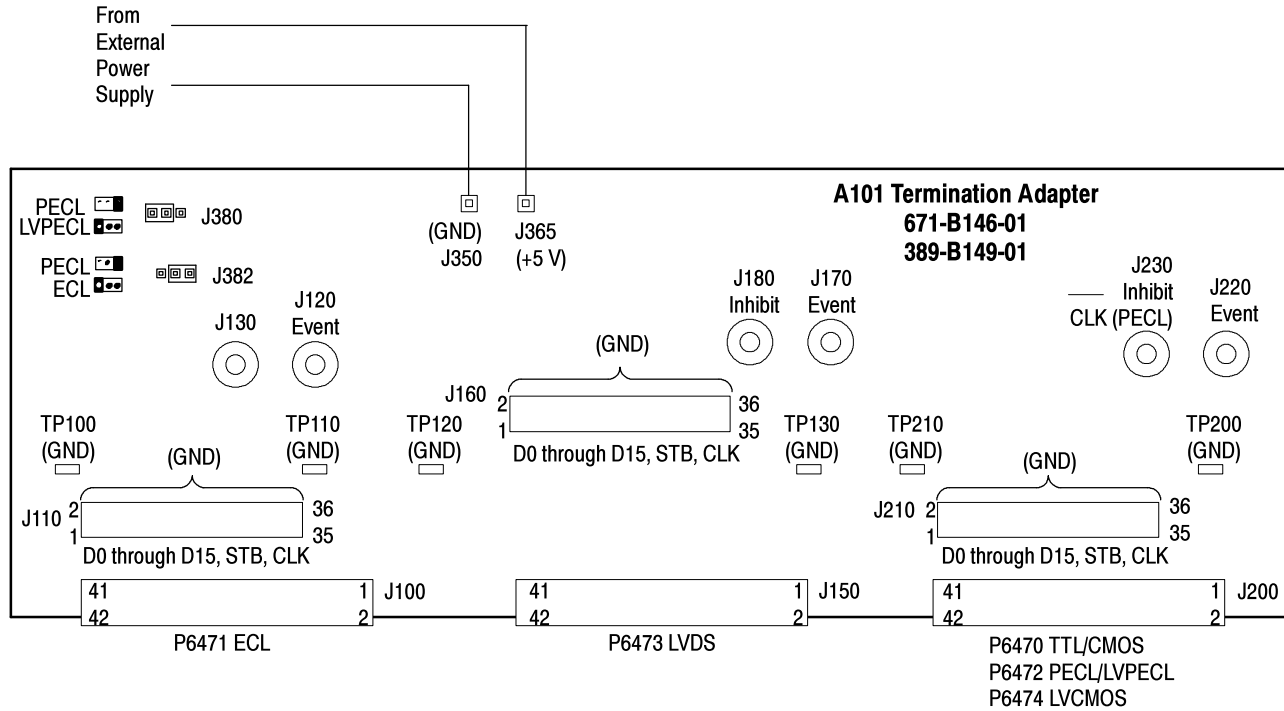 From
External
Power
Supply
A101 Termination Adapter
671-B146-01
389-B149-01
PECL
LVPECL
J380
PECL
ECL
J382
(GND)
J350
J365
(+5 V)
J130
J120
Event
J180
Inhibit
J170
Event
J230
Inhibit
CLK (PECL)
J220
Event
(GND)
J160
2
1
36
35
D0 through D15, STB, CLK
TP100
(GND)
TP110
(GND)
TP120
(GND)
TP130
(GND)
TP210
(GND)
TP200
(GND)
(GND)
J110
2
1
36
35
D0 through D15, STB, CLK
(GND)
J210
2
1
36
35
D0 through D15, STB, CLK
41
42
1
2
J100
P6471 ECL
41
42
1
2
J150
P6473 LVDS
41
42
1
2
J200
P6470 TTL/CMOS
P6472 PECL/LVPECL
P6474 LVCMOS